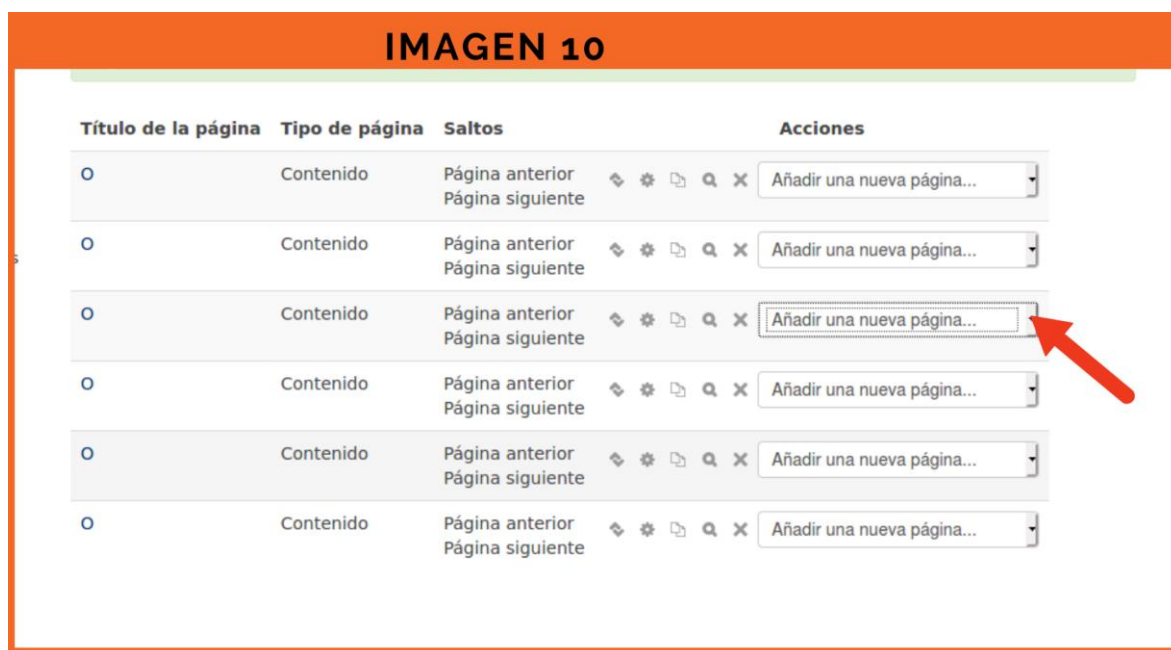 IMAGEN 10
Título de la página Tipo de página Saltos Acciones
O Contenido Página anterior Añadir una nueva página...
Página siguiente
O Contenido Página anterior Añadir una nueva página...
Página siguiente
s
O Contenido Página anterior Añadir una nueva página...
Página siguiente
O Contenido Página anterior Añadir una nueva página...
Página siguiente
O Contenido Página anterior Añadir una nueva página...
Página siguiente
O Contenido Página anterior Añadir una nueva página...
Página siguiente